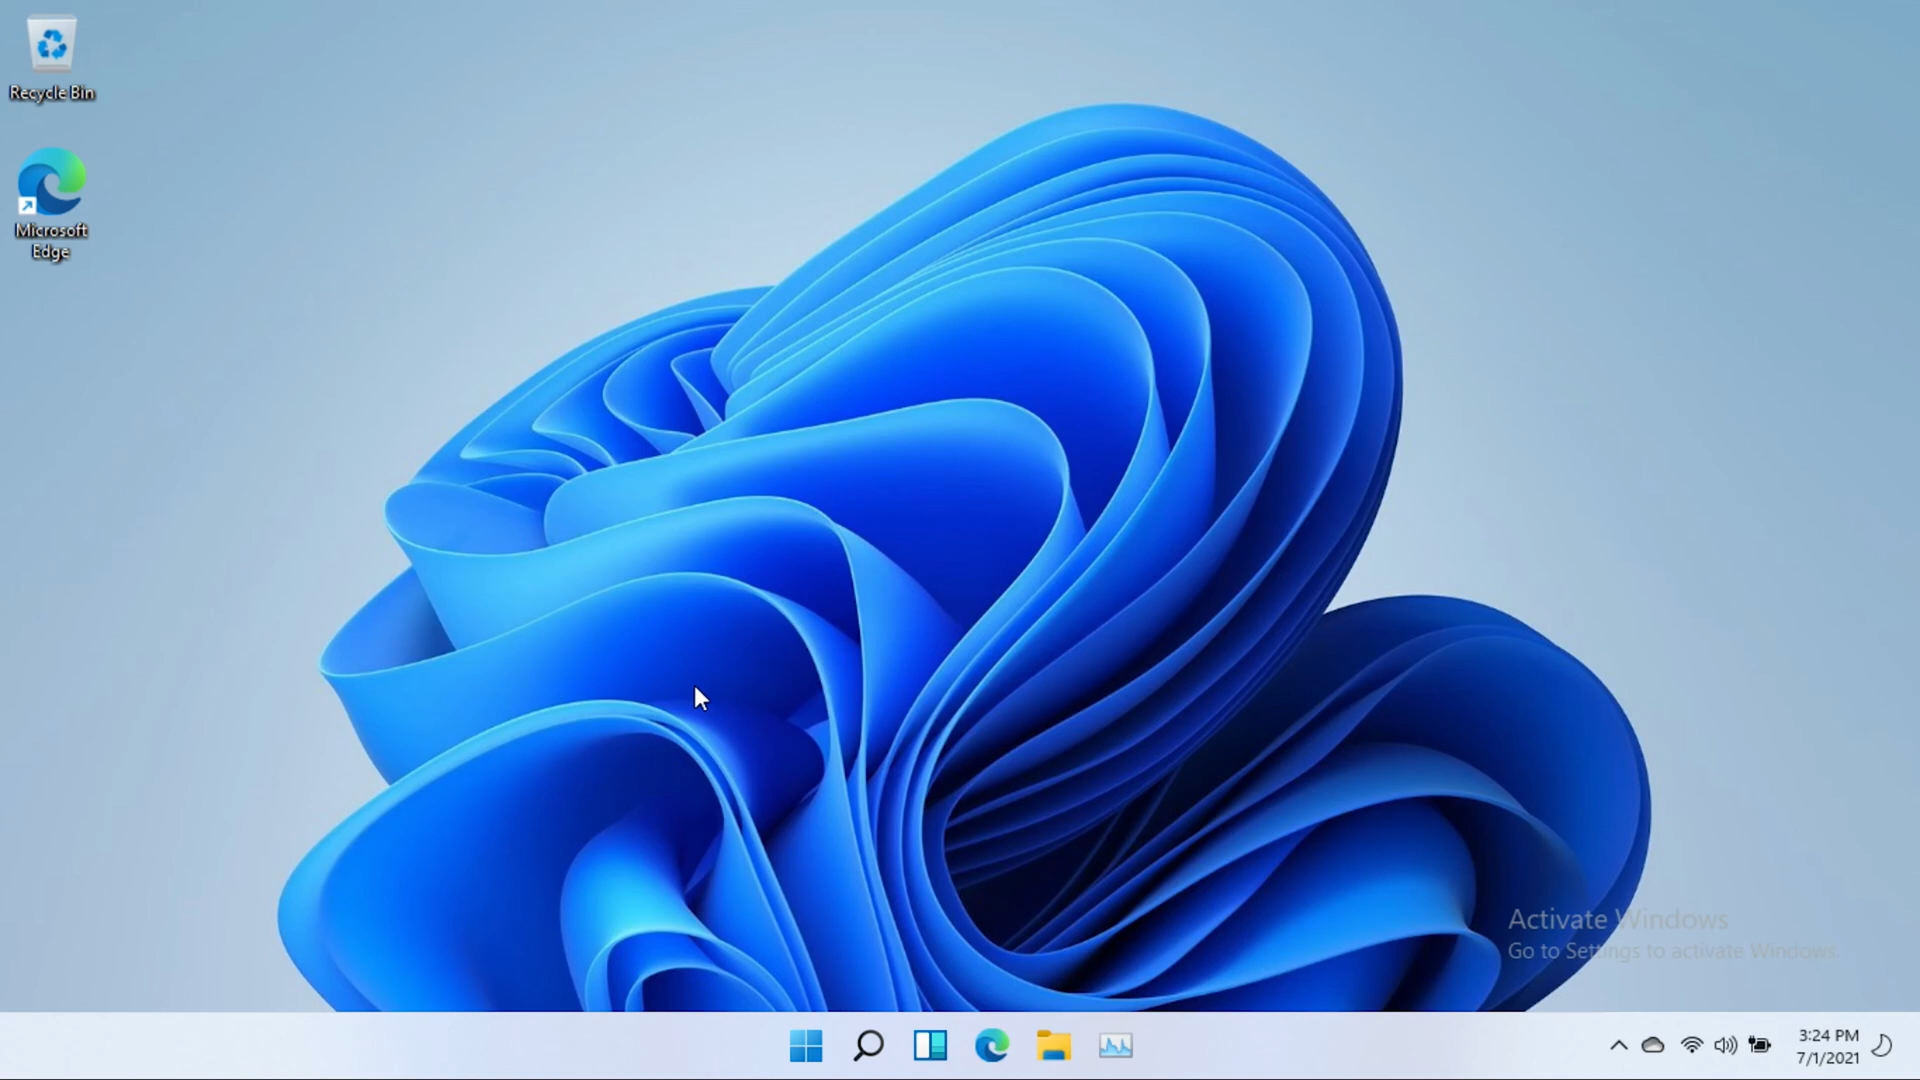 Recycle Bin
Microsoft
Edge
Activate Windows
Go to Settings to activate Windows.
3:24 PM
7/1/2021